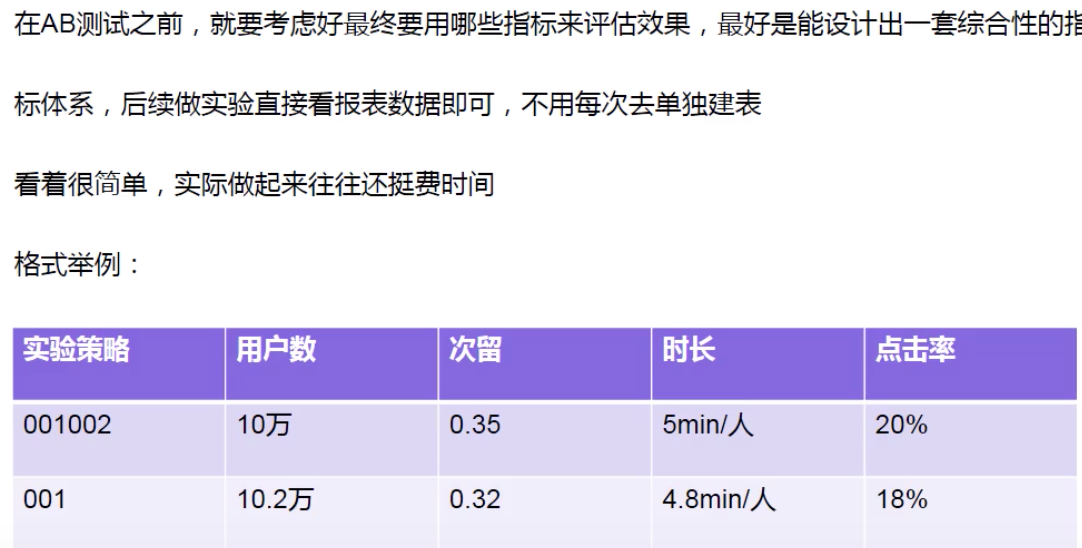 在AB测试之前，就要考虑好最终要用哪些指标来评估效果，最好是能设计出一套综合性的指
标体系，后续做实验直接看报表数据即可，不用每次去单独建表
看着很简单，实际做起来往往还挺费时间
格式举例：
实验策略 用户数 次留 时长 点击率
001002 10万 0.35 5min/人 20%
001 10.2万 0.32 4.8min/人 18%